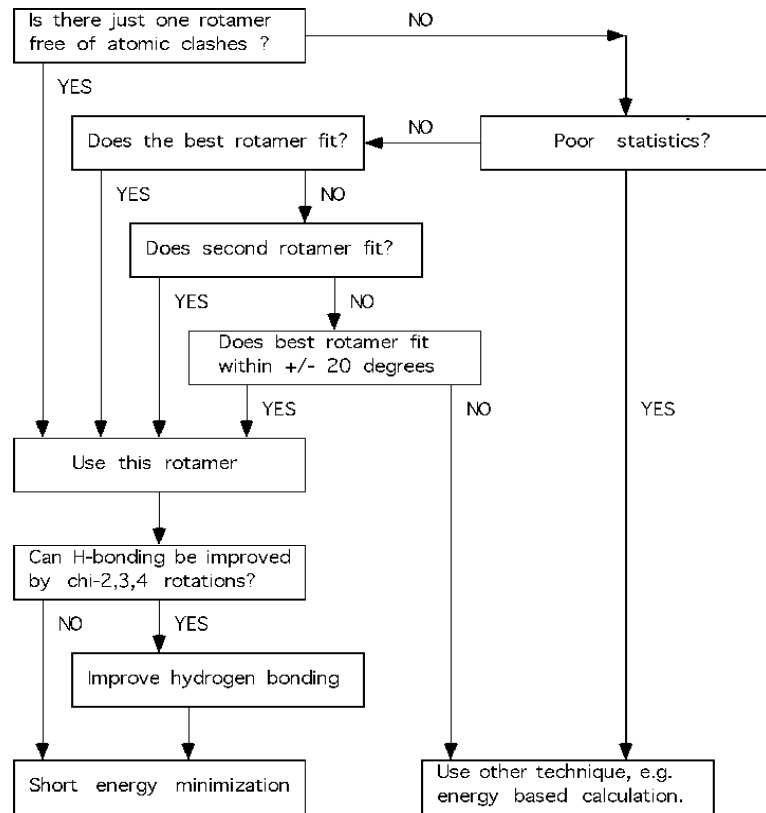 Is there just one rotamer
free of atomic clashes ?
NO
YES
Does the best rotamer fit?
NO
Poor statistics?
YES
NO
Does second rotamer fit?
YES
NO
Does best rotamer fit
within +/- 20 degrees
YES
NO
YES
Use this rotamer
Can H-bonding be improved
by chi-2,3,4 rotations?
NO
YES
Improve hydrogen bonding
Short energy minimization
Use other technique, e.g.
energy based calculation.